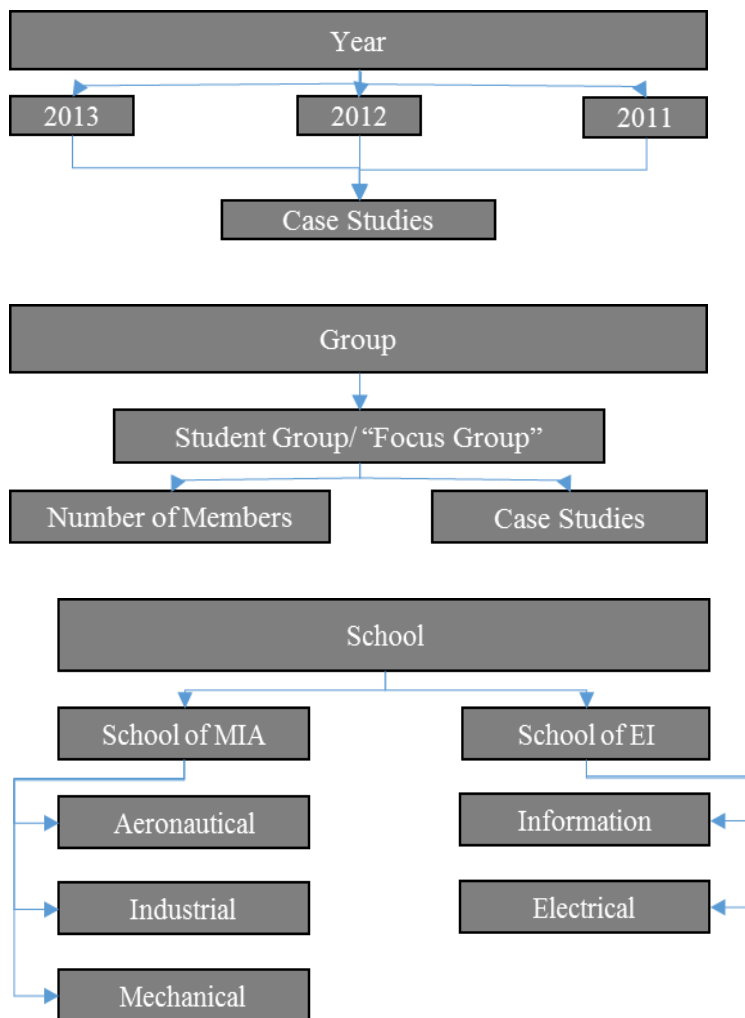 Year
2013
2012
2011
Case Studies
Group
Student Group/ “Focus Group”
Number of Members
Case Studies
School
School of MIA
School of EI
Aeronautical
Information
Industrial
Electrical
Mechanical